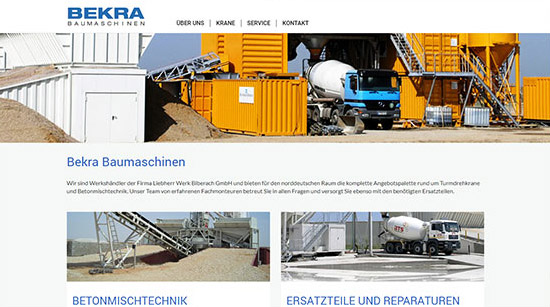 BEKRA
BAUMASCHINEN
ÜBER UNS
KRANE
SERVICE
KONTAKT
Bekra Baumaschinen
Wir sind Werkshändler der Firma Liebherr Werk Biberach GmbH und bieten für den norddeutschen Raum die komplette Angebotspalette rund um Turmdrehkrane
und Betonmischtechnik. Unser Team von erfahrenen Fachmonteuren betreut Sie in allen Fragen und versorgt Sie ebenso mit den benötigten Ersatzteilen.
BETONMISCHTECHNIK
ERSATZTEILE UND REPARATUREN